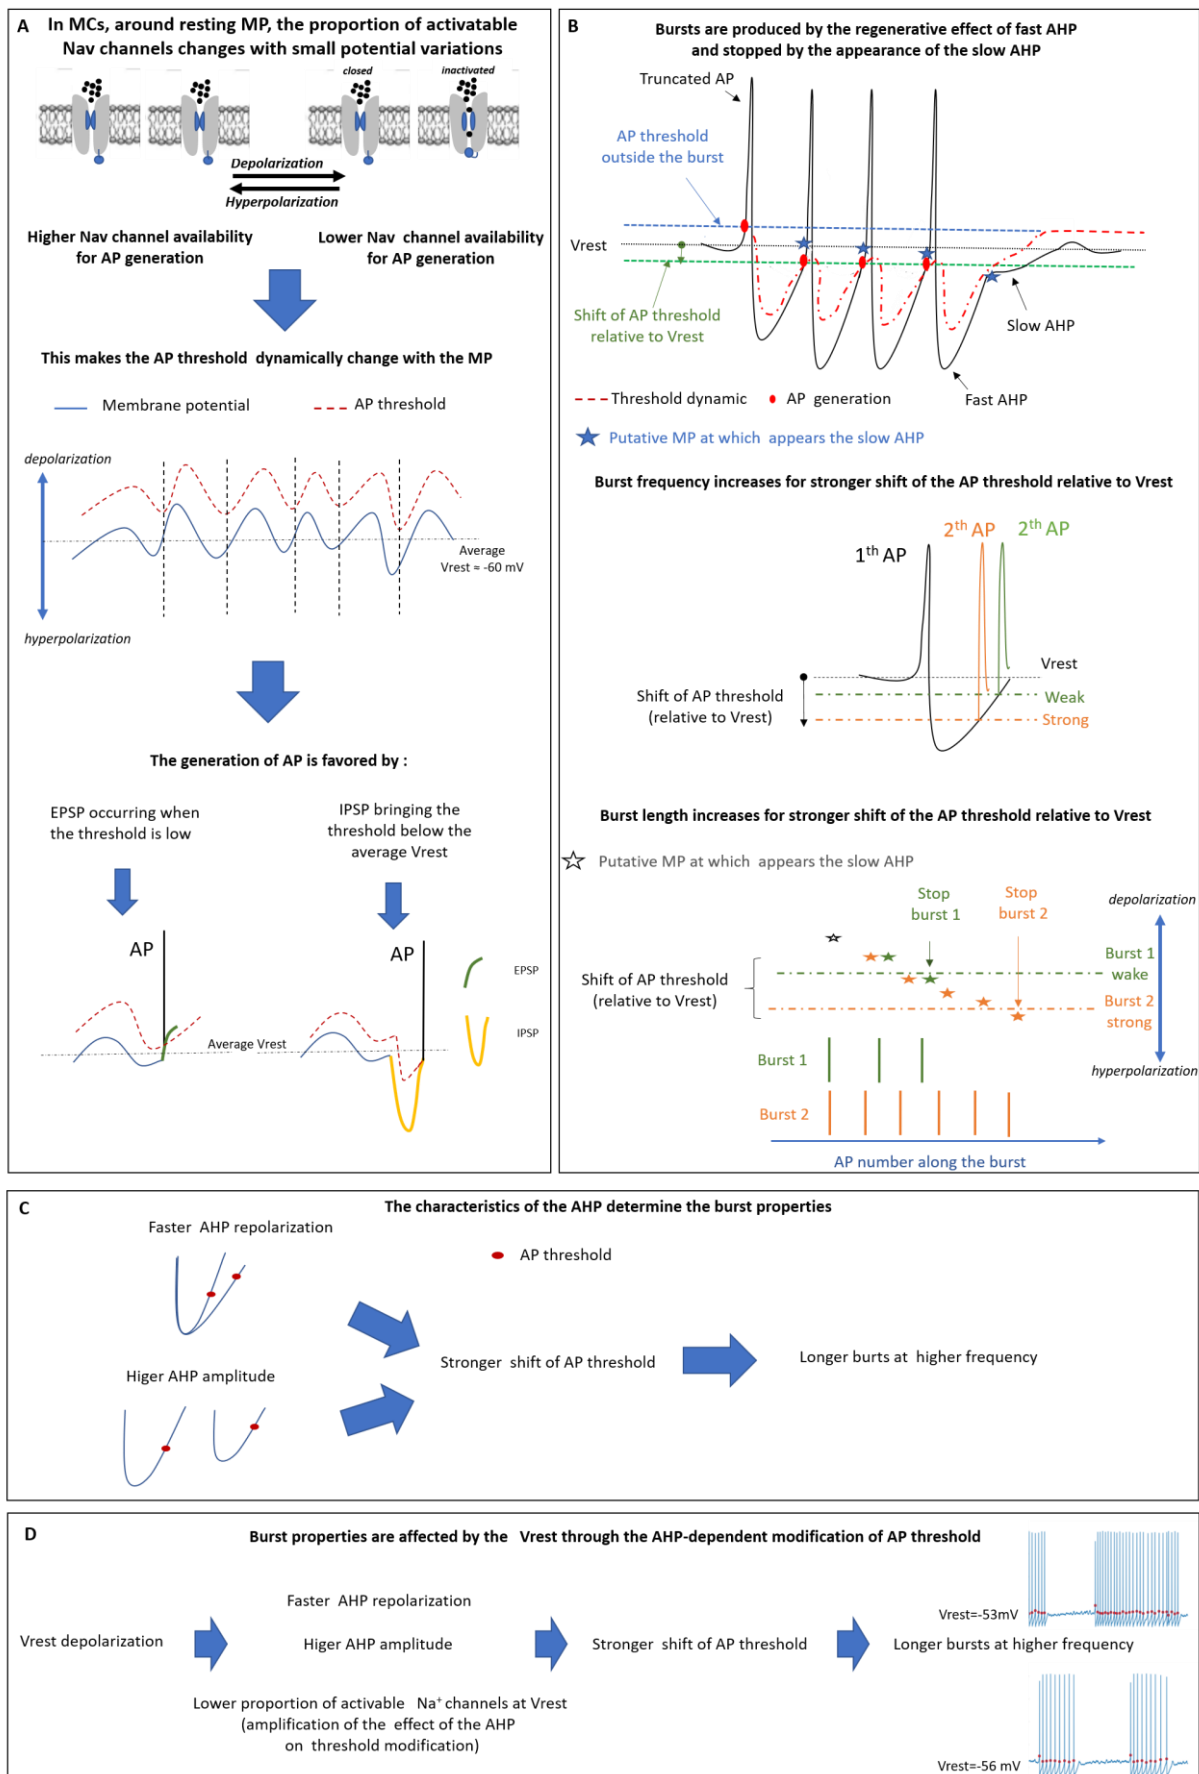 A
In MCs, around resting MP, the proportion of activatable
Nav channels changes with small potential variations
closed
inactivated
Depolarization
Hyperpolarization
Higher Nav channel availability
for AP generation
Lower Nav channel availability
for AP generation
This makes the AP threshold dynamically change with the MP
Membrane potential
AP threshold
depolarization
Average
Vrest ≈ -60 mV
hyperpolarization
The generation of AP is favored by :
EPSP occurring when
the threshold is low
IPSP bringing the
threshold below the
average Vrest
AP
AP
EPSP
IPSP
Average Vrest
B
Bursts are produced by the regenerative effect of fast AHP
and stopped by the appearance of the slow AHP
Truncated AP
AP threshold
outside the burst
Vrest
Shift of AP threshold
relative to Vrest
Slow AHP
Fast AHP
Threshold dynamic
AP generation
Putative MP at which appears the slow AHP
Burst frequency increases for stronger shift of the AP threshold relative to Vrest
1th AP
2th AP
2th AP
Vrest
Shift of AP threshold
(relative to Vrest)
Weak
Strong
Burst length increases for stronger shift of the AP threshold relative to Vrest
Putative MP at which appears the slow AHP
Stop
burst 1
Stop
burst 2
depolarization
Shift of AP threshold
(relative to Vrest)
Burst 1
wake
Burst 2
strong
hyperpolarization
Burst 1
Burst 2
AP number along the burst
C
The characteristics of the AHP determine the burst properties
Faster AHP repolarization
AP threshold
Higer AHP amplitude
Stronger shift of AP threshold
Longer burts at higher frequency
D
Burst properties are affected by the Vrest through the AHP-dependent modification of AP threshold
Vrest depolarization
Faster AHP repolarization
Higer AHP amplitude
Lower proportion of activable Na+ channels at Vrest
(amplification of the effect of the AHP
on threshold modification)
Stronger shift of AP threshold
Longer bursts at higher frequency
Vrest=-53mV
Vrest=-56 mV